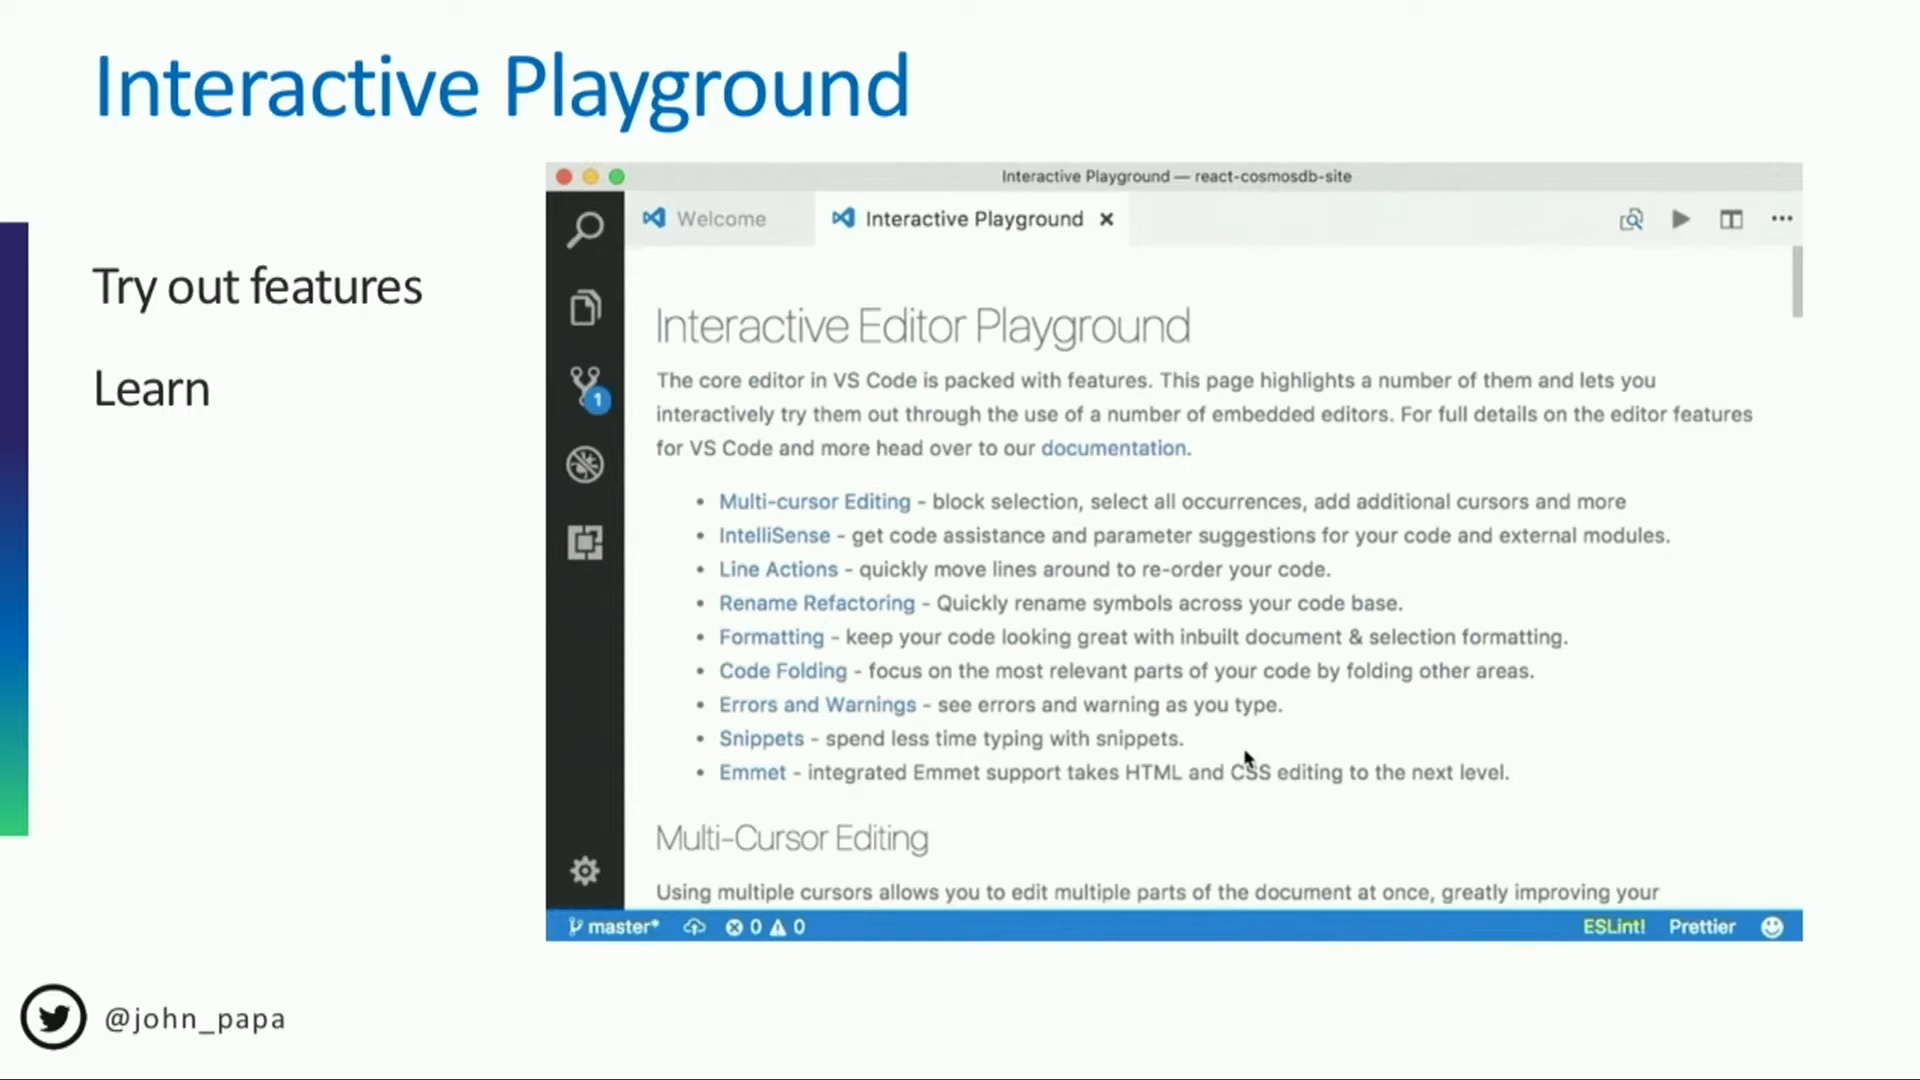 Interactive Playground
Try out features
Learn
Interactive Playground — react-cosmosdb-site
Welcome
Interactive Playground
Interactive Editor Playground
The core editor in VS Code is packed with features. This page highlights a number of them and lets you
interactively try them out through the use of a number of embedded editors. For full details on the editor features
for VS Code and more head over to our documentation.
• Multi-cursor Editing - block selection, select all occurrences, add additional cursors and more
• IntelliSense - get code assistance and parameter suggestions for your code and external modules.
• Line Actions - quickly move lines around to re-order your code.
• Rename Refactoring - Quickly rename symbols across your code base.
• Formatting - keep your code looking great with inbuilt document & selection formatting.
• Code Folding - focus on the most relevant parts of your code by folding other areas.
• Errors and Warnings - see errors and warning as you type.
• Snippets - spend less time typing with snippets.
• Emmet - integrated Emmet support takes HTML and CSS editing to the next level.
Multi-Cursor Editing
Using multiple cursors allows you to edit multiple parts of the document at once, greatly improving your
1
master* 0 0 ESLint! Prettier
@john_papa